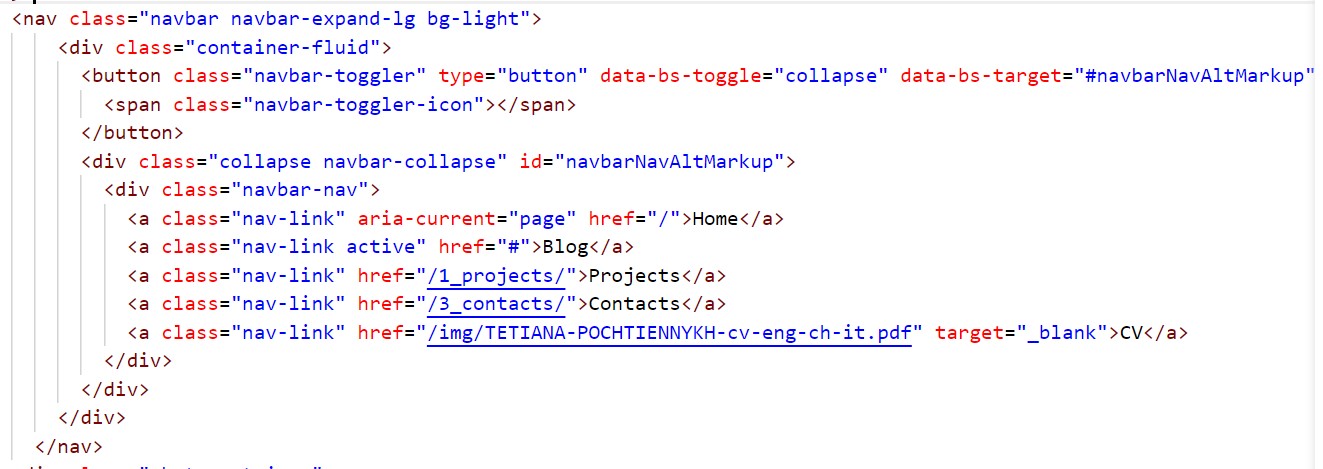 <nav class="navbar navbar-expand-lg bg-light">
<div class="container-fluid">
<button class="navbar-toggler" type="button" data-bs-toggle="collapse" data-bs-target="#navbarNavAltMarkup"
<span class="navbar-toggler-icon"></span>
</button>
<div class="collapse navbar-collapse" id="navbarNavAltMarkup">
<div class="navbar-nav">
<a class="nav-link" aria-current="page" href="/">Home</a>
<a class="nav-link active" href="#">Blog</a>
<a class="nav-link" href="/1_projects/">Projects</a>
<a class="nav-link" href="/3_contacts/">Contacts</a>
<a class="nav-link" href="/img/TETIANA-POCHTIENNYKH-cv-eng-ch-it.pdf" target="_blank">CV</a>
</div>
</div>
</div>
</nav>